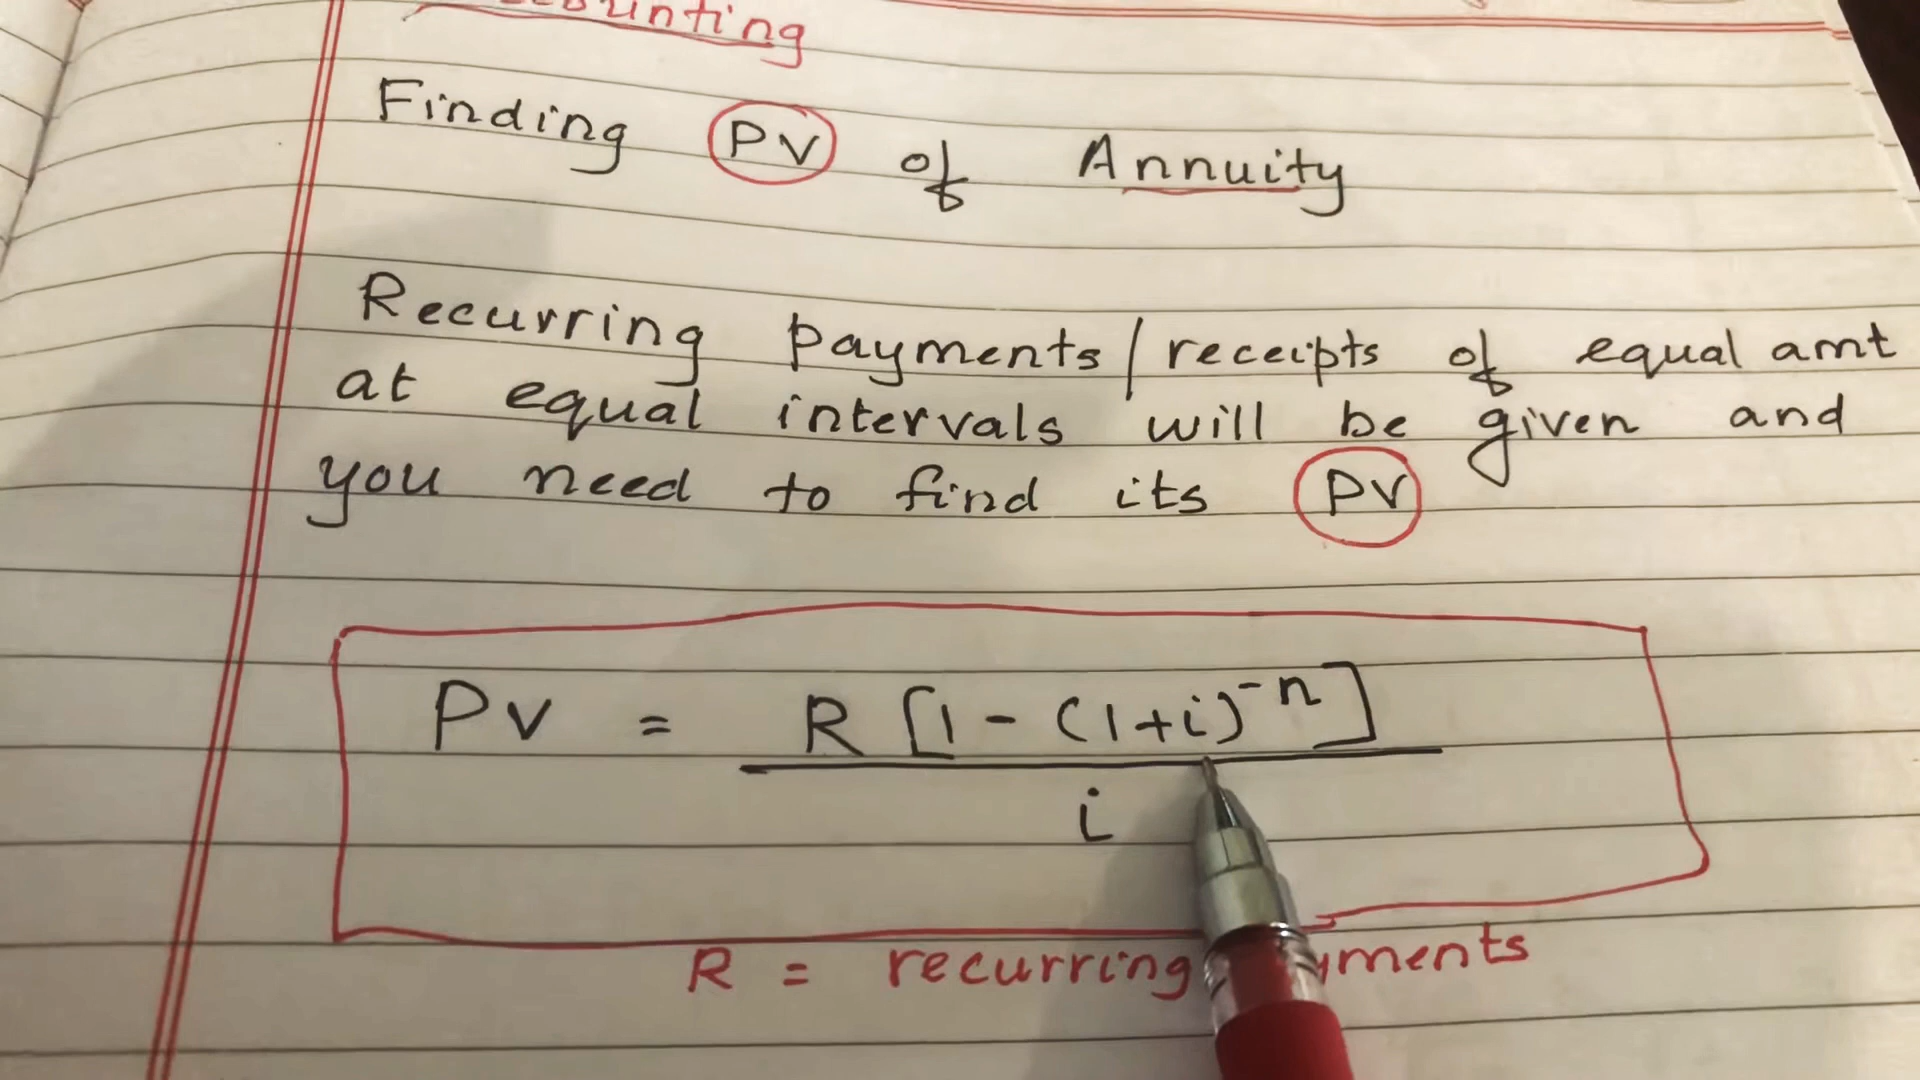 Finding PV of Annuity
Recurring payments/receipts of equal amt
at equal intervals will be given and
you need to find its PV
PV = R [1 - (1+i)^-n]
i
R = recurring